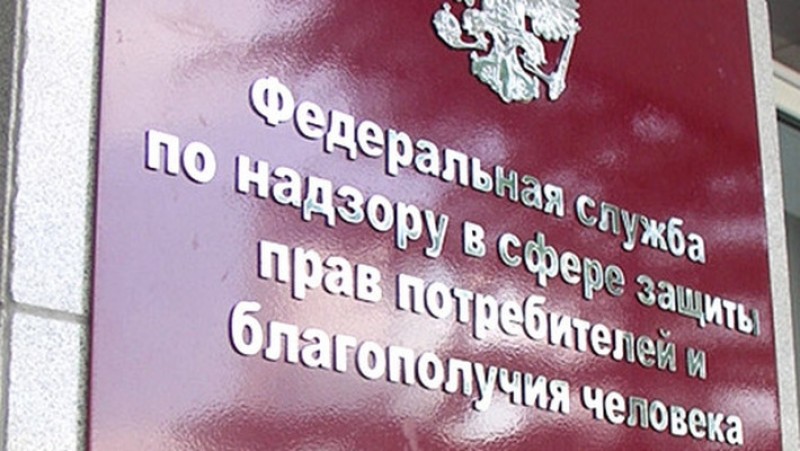 Федеральная служба
по надзору в сфере защиты
прав потребителей и
благополучия человека